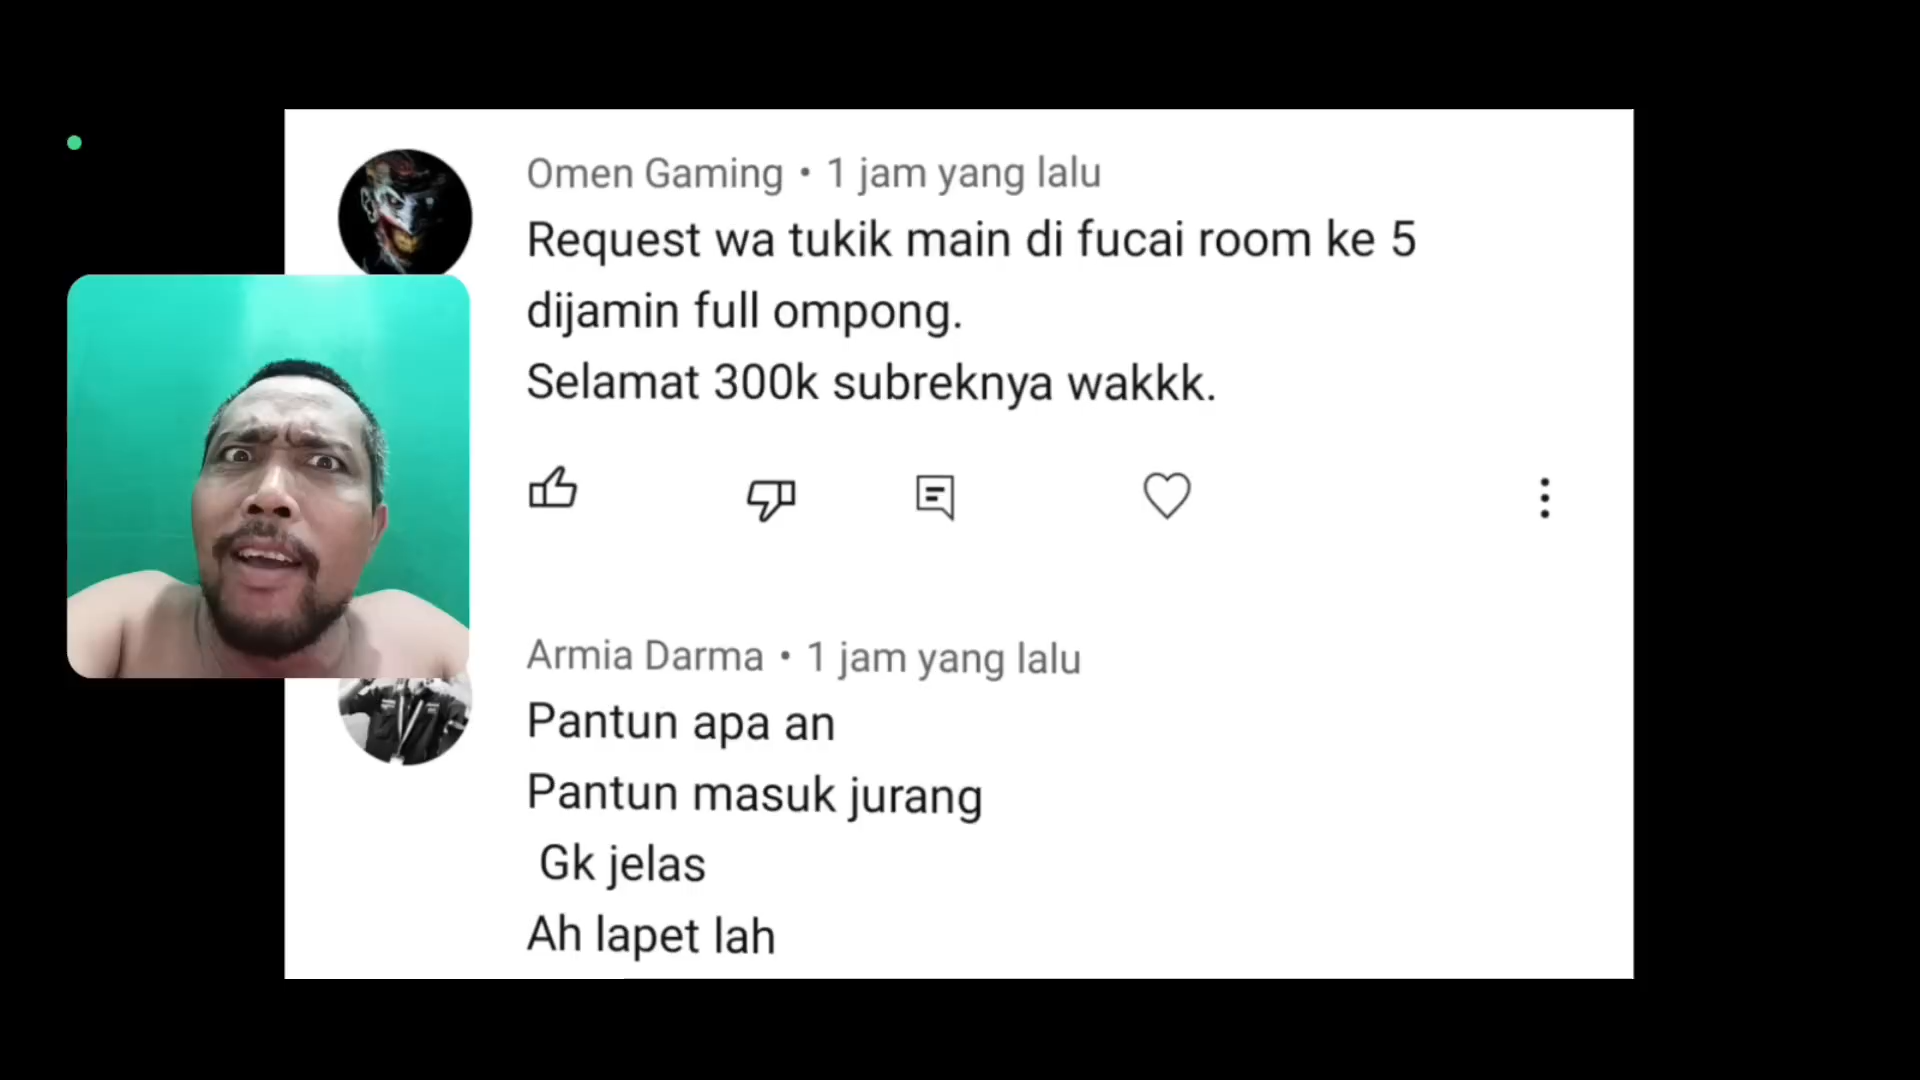 Omen Gaming • 1 jam yang lalu
Request wa tukik main di fucai room ke 5
dijamin full ompong.
Selamat 300k subreknya wakkk.
Armia Darma • 1 jam yang lalu
Pantun apa an
Pantun masuk jurang
Gk jelas
Ah lapet lah